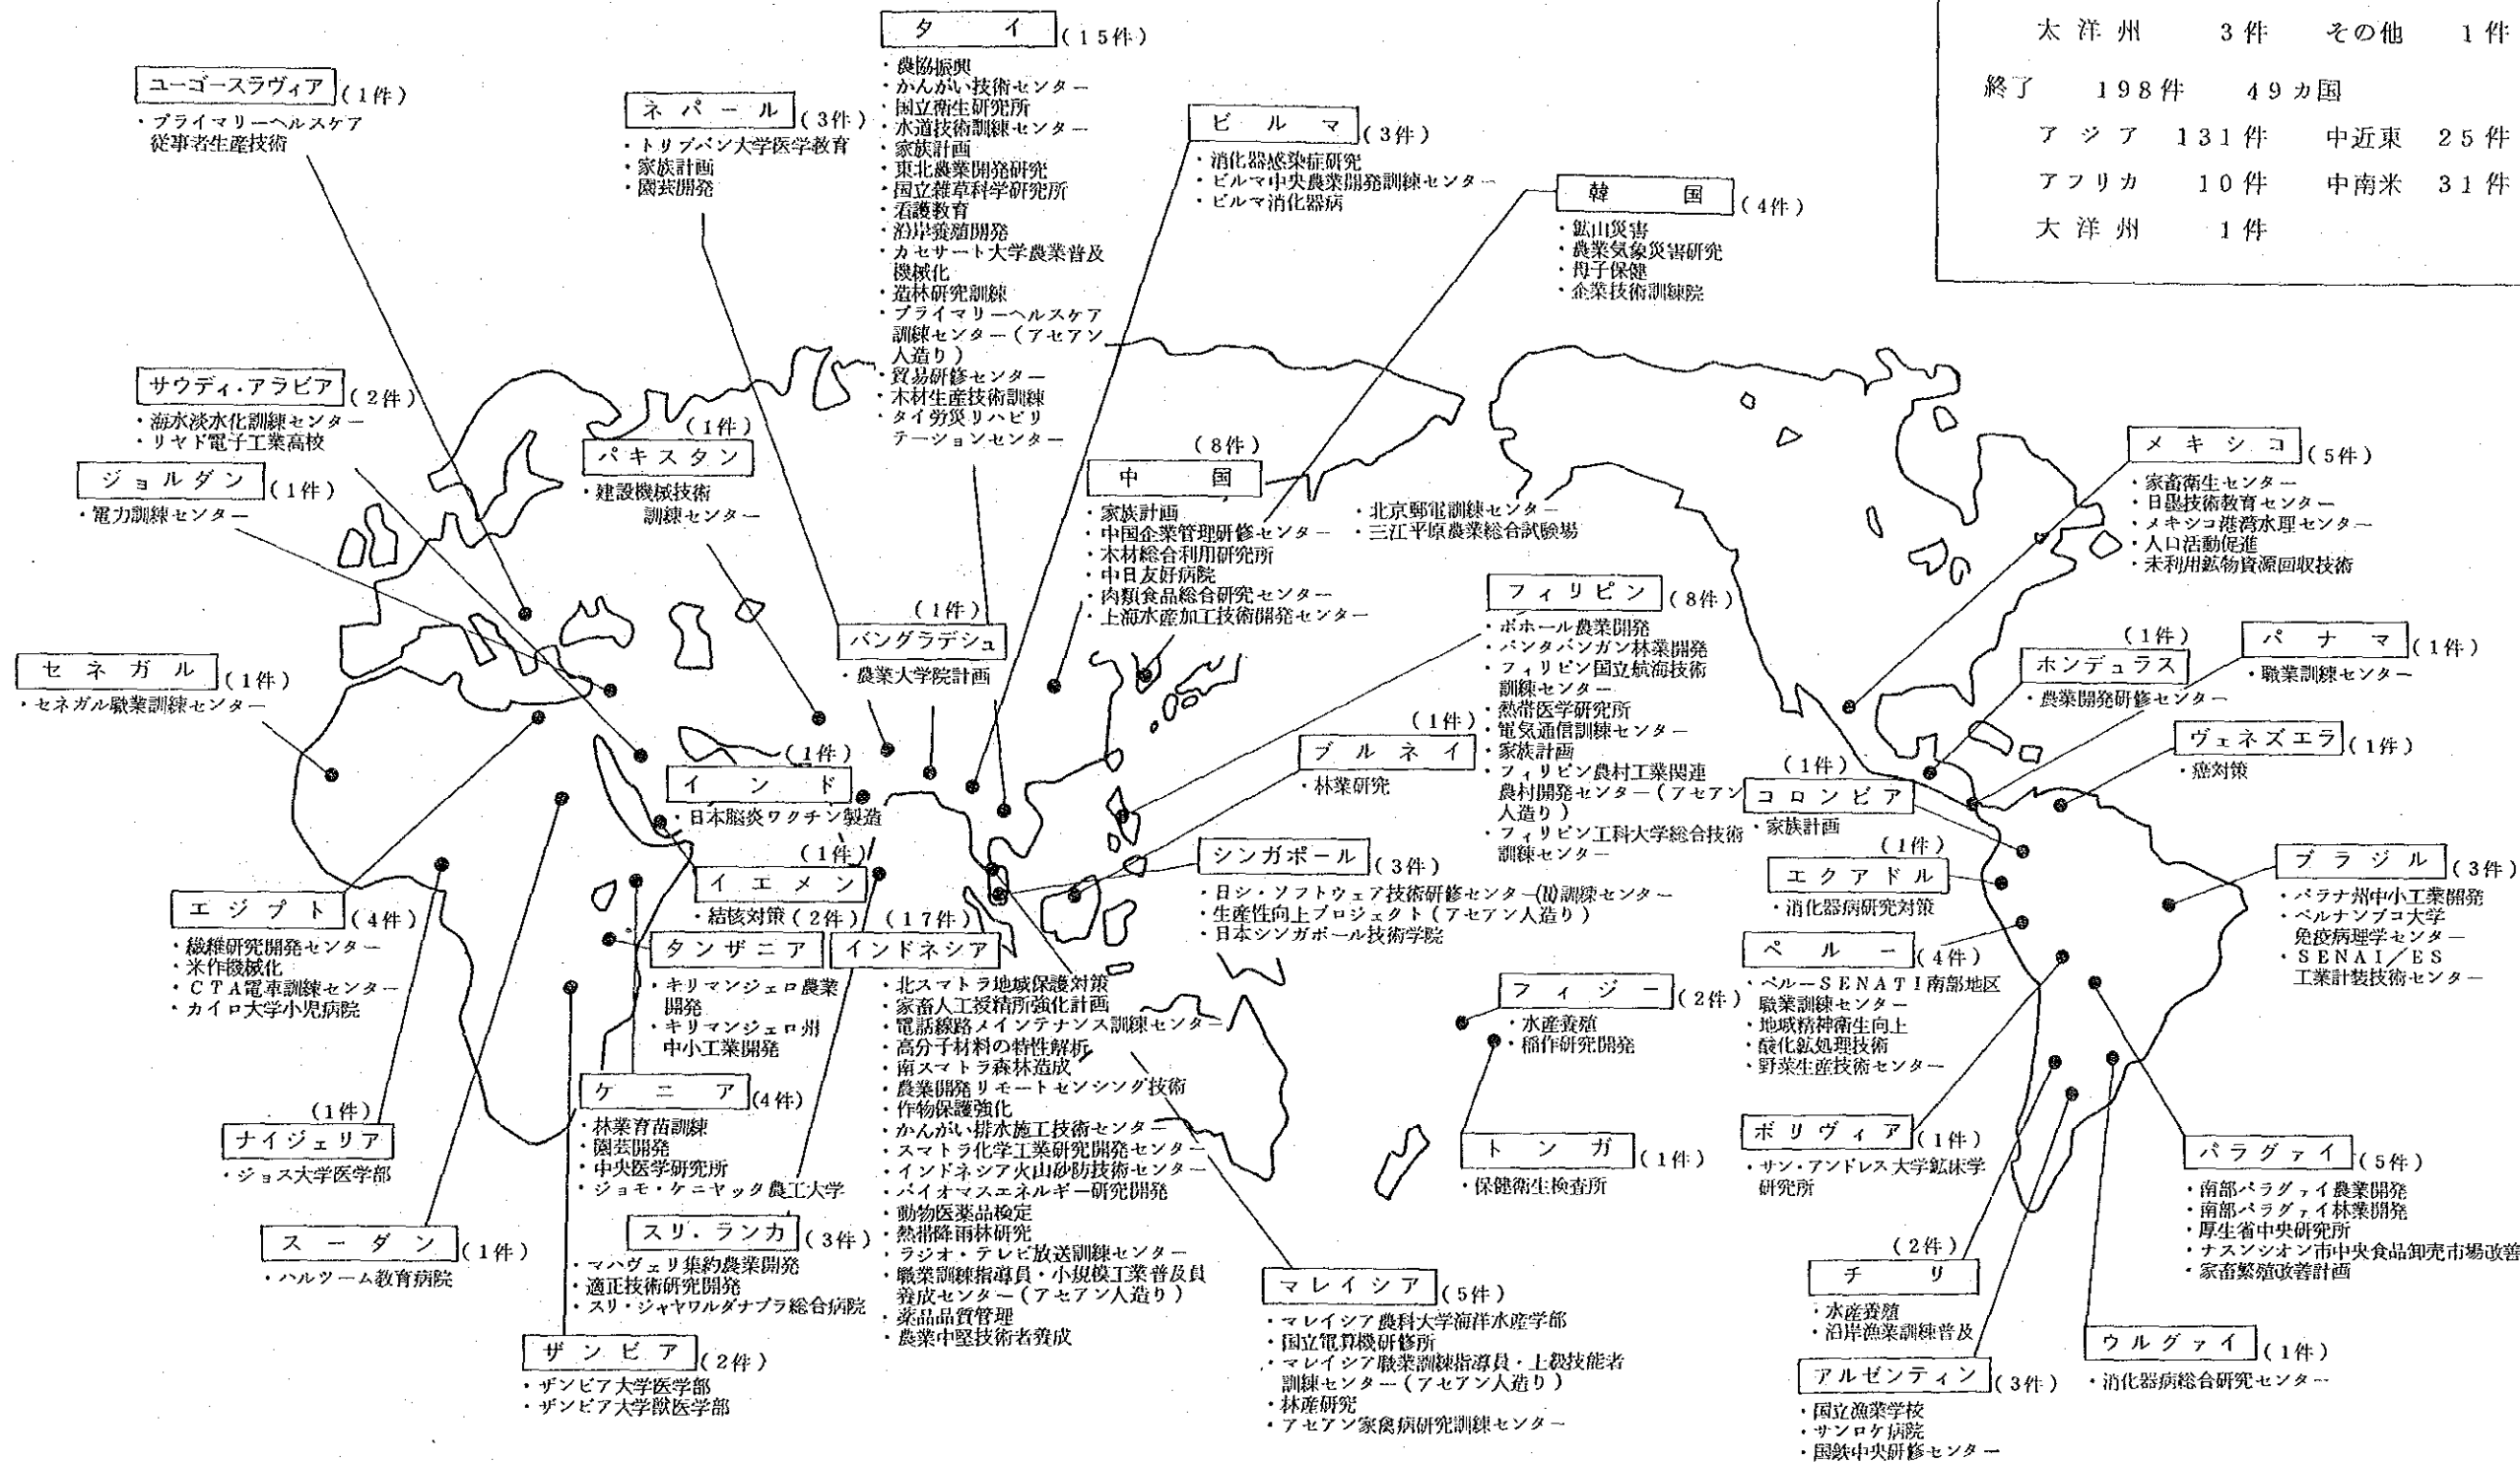 太洋州 3件 その他 1件
終了 198件 49カ国
アジア 131件 中近東 25件
アフリカ 10件 中南米 31件
大洋州 1件
タイ (15件)
・農協振興
・かんがい技術センター
・国立衛生研究所
・水道技術訓練センター
・家族計画
・東北農業開発研究
・国立雑草科学研究所
・看護教育
・沿岸養殖開発
・カセサート大学農業普及
機械化
・造林研究訓練
・プライマリーヘルスケア
訓練センター(アセアン
人造り)
・貿易研修センター
・木材生産技術訓練
・タイ労災リハビリ
テーションセンター
ユーゴースラヴィア (1件)
・プライマリーヘルスケア
従事者生産技術
ネパール (3件)
・トリブバン大学医学教育
・家族計画
・園芸開発
ビルマ (3件)
・消化器感染症研究
・ビルマ中央農業開発訓練センター
・ビルマ消化器病
韓国 (4件)
・鉱山災害
・農業気象災害研究
・母子保健
・企業技術訓練院
サウディ・アラビア (2件)
・海水淡水化訓練センター
・リヤド電子工業高校
ジョルダン (1件)
・電力訓練センター
(1件)
パキスタン
・建設機械技術
訓練センター
(8件)
中国
・家族計画
・中国企業管理研修センター
・木材総合利用研究所
・中日友好病院
・肉類食品総合研究センター
・上海水産加工技術開発センター
・北京郵電訓練センター
・三江平原農業総合試験場
メキシコ (5件)
・家畜衛生センター
・日墨技術教育センター
・メキシコ港湾水理センター
・人口活動促進
・未利用鉱物資源回収技術
フィリピン (8件)
・ボホール農業開発
・パンタバンガン林業開発
・フィリピン国立航海技術
訓練センター
・熱帯医学研究所
・電気通信訓練センター
・家族計画
・フィリピン農村工業関連
農村開発センター(アセアン
人造り)
・フィリピン工科大学総合技術
訓練センター
(1件)
バングラデシュ
・農業大学院計画
セネガル (1件)
・セネガル職業訓練センター
(1件)
ホンデュラス
・農業開発研修センター
パナマ (1件)
・職業訓練センター
(1件)
ブルネイ
・林業研究
ヴェネズエラ (1件)
・癌対策
(1件)
インド
・日本脳炎ワクチン製造
(1件)
コロンビア
・家族計画
(1件)
イエメン
・結核対策
シンガポール (3件)
・日シ・ソフトウェア技術研修センター(旧)訓練センター
・生産性向上プロジェクト(アセアン人造り)
・日本シンガポール技術学院
(1件)
エクアドル
・消化器病研究対策
ブラジル (3件)
・パラナ州中小工業開発
・ペルナンブコ大学
免疫病理学センター
・SENAI/ES
工業計装技術センター
エジプト (4件)
・繊維研究開発センター
・米作機械化
・CTA電車訓練センター
・カイロ大学小児病院
(2件)
タンザニア
・キリマンジェロ農業
開発
・キリマンジェロ州
中小工業開発
(17件)
インドネシア
・北スマトラ地域保護対策
・家畜人工授精所強化計画
・電話線路メインテナンス訓練センター
・高分子材料の特性解析
・南スマトラ森林造成
・農業開発リモートセンシング技術
・作物保護強化
・かんがい排水施工技術センター
・スマトラ化学工業研究開発センター
・インドネシア火山砂防技術センター
・バイオマスエネルギー研究開発
・動物医薬品検定
・熱帯降雨林研究
・ラジオ・テレビ放送訓練センター
・職業訓練指導員・小規模工業普及員
養成センター(アセアン人造り)
・薬品品質管理
・農業中堅技術者養成
ペルー (4件)
・ペルーSENATI南部地区
職業訓練センター
・地域精神衛生向上
・酸化鉱処理技術
・野菜生産技術センター
フィジー (2件)
・水産養殖
・稲作研究開発
ケニア (4件)
・林業育苗訓練
・園芸開発
・中央医学研究所
・ジョモ・ケニヤッタ農工大学
(1件)
ナイジェリア
・ジョス大学医学部
トンガ (1件)
・保健衛生検査所
ボリヴィア (1件)
・サン・アンドレス大学鉱床学
研究所
パラグァイ (5件)
・南部パラグァイ農業開発
・南部パラグァイ林業開発
・厚生省中央研究所
・ナスンシオン市中央食品卸売市場改善
・家畜繁殖改善計画
スーダン (1件)
・ハルツーム教育病院
スリ・ランカ (3件)
・マハヴェリ集約農業開発
・適正技術研究開発
・スリ・ジャヤワルダナプラ総合病院
マレイシア (5件)
・マレイシア農科大学海洋水産学部
・国立電算機研修所
・マレイシア職業訓練指導員・上級技能者
訓練センター(アセアン人造り)
・林産研究
・アセアン家禽病研究訓練センター
(2件)
チリ
・水産養殖
・沿岸漁業訓練普及
ザンビア (2件)
・ザンビア大学医学部
・ザンビア大学獣医学部
ウルグァイ (1件)
・消化器病総合研究センター
アルゼンティン (3件)
・国立漁業学校
・サンロケ病院
・国鉄中央研修センター